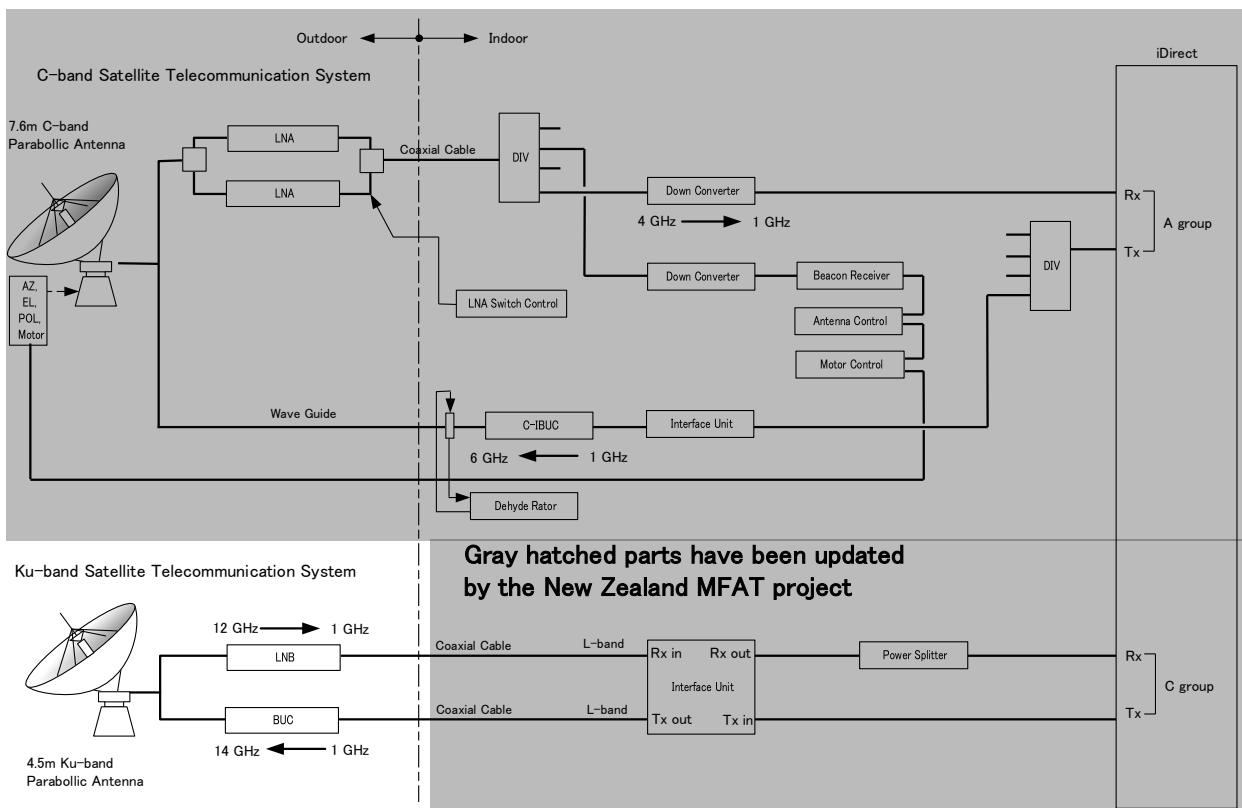 Outdoor
Indoor
iDirect
C-band Satellite Telecommunication System
7.6m C-band
Parabollic Antenna
LNA
LNA
Coaxial Cable
DIV
Down Converter
4 GHz
1 GHz
Rx
A group
Tx
DIV
AZ,
EL,
POL,
Motor
LNA Switch Control
Down Converter
Beacon Receiver
Antenna Control
Motor Control
Wave Guide
C-IBUC
Interface Unit
6 GHz
1 GHz
Dehyde Rator
Gray hatched parts have been updated
by the New Zealand MFAT project
Ku-band Satellite Telecommunication System
12 GHz
1 GHz
LNB
Coaxial Cable
L-band
Rx in
Rx out
Interface Unit
Power Splitter
Rx
C group
Tx
BUC
Coaxial Cable
L-band
Tx out
Tx in
14 GHz
1 GHz
4.5m Ku-band
Parabollic Antenna